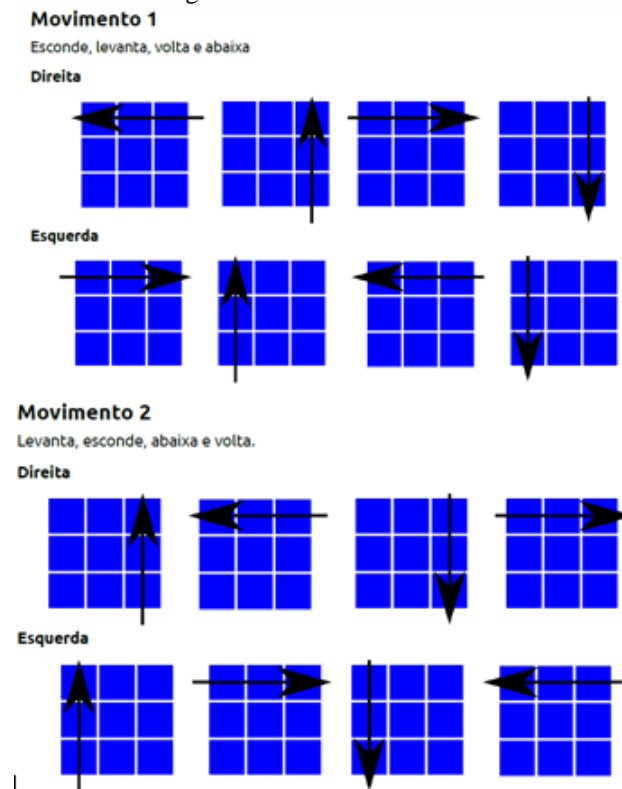 Movimento 1
Esconde, levanta, volta e abaixa
Direita
Esquerda
Movimento 2
Levanta, esconde, abaixa e volta.
Direita
Esquerda